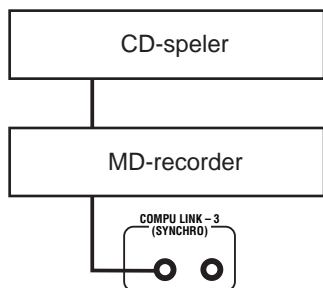 CD-speler
MD-recorder
COMPU LINK – 3
(SYNCHRO)